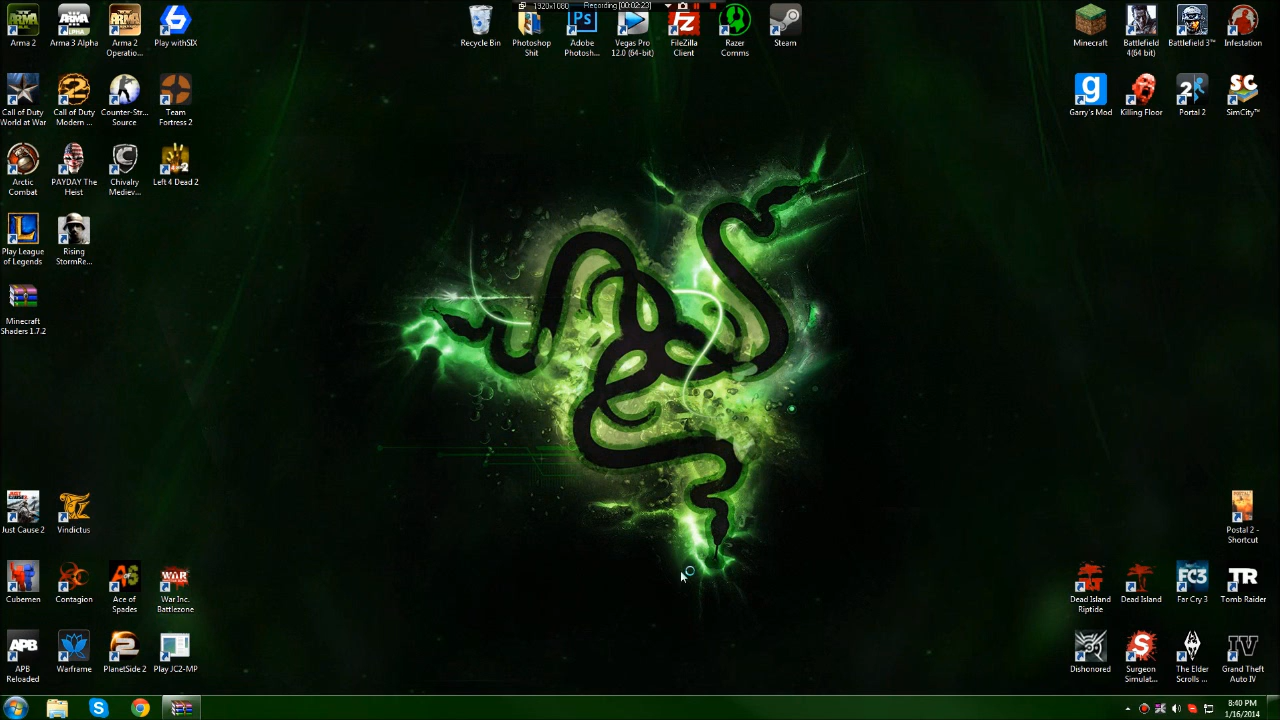 1920x1080 Recording [00:02:23]
Arma 2
Arma 3 Alpha
Arma 2
Operatio...
Play withSIX
Recycle Bin
Photoshop
Shit
Adobe
Photosh...
Vegas Pro
12.0 (64-bit)
FileZilla
Client
Razer
Comms
Steam
Minecraft
Battlefield
4(64 bit)
Battlefield 3™
Infestation
Call of Duty
World at War
Call of Duty
Modern ...
Counter-Str...
Source
Team
Fortress 2
Garry's Mod
Killing Floor
Portal 2
SimCity™
Arctic
Combat
PAYDAY The
Heist
Chivalry
Mediev...
Left 4 Dead 2
Play League
of Legends
Rising
StormRe...
Minecraft
Shaders 1.7.2
Just Cause 2
Vindictus
Postal 2 -
Shortcut
Cubemen
Contagion
Ace of
Spades
War Inc.
Battlezone
Dead Island
Riptide
Dead Island
Far Cry 3
Tomb Raider
APB
Reloaded
Warframe
PlanetSide 2
Play JC2-MP
Dishonored
Surgeon
Simulat...
The Elder
Scrolls ...
Grand Theft
Auto IV
8:40 PM
1/16/2014